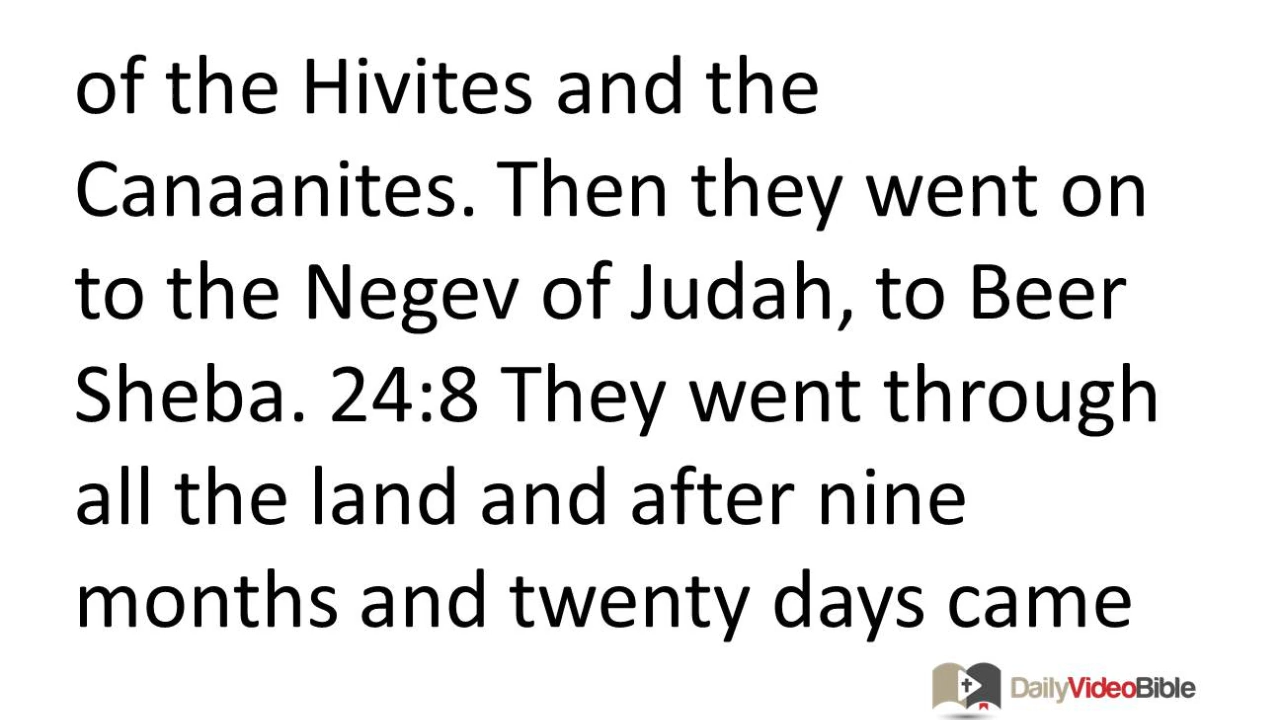 of the Hivites and the
Canaanites. Then they went on
to the Negev of Judah, to Beer
Sheba. 24:8 They went through
all the land and after nine
months and twenty days came
DailyVideoBible